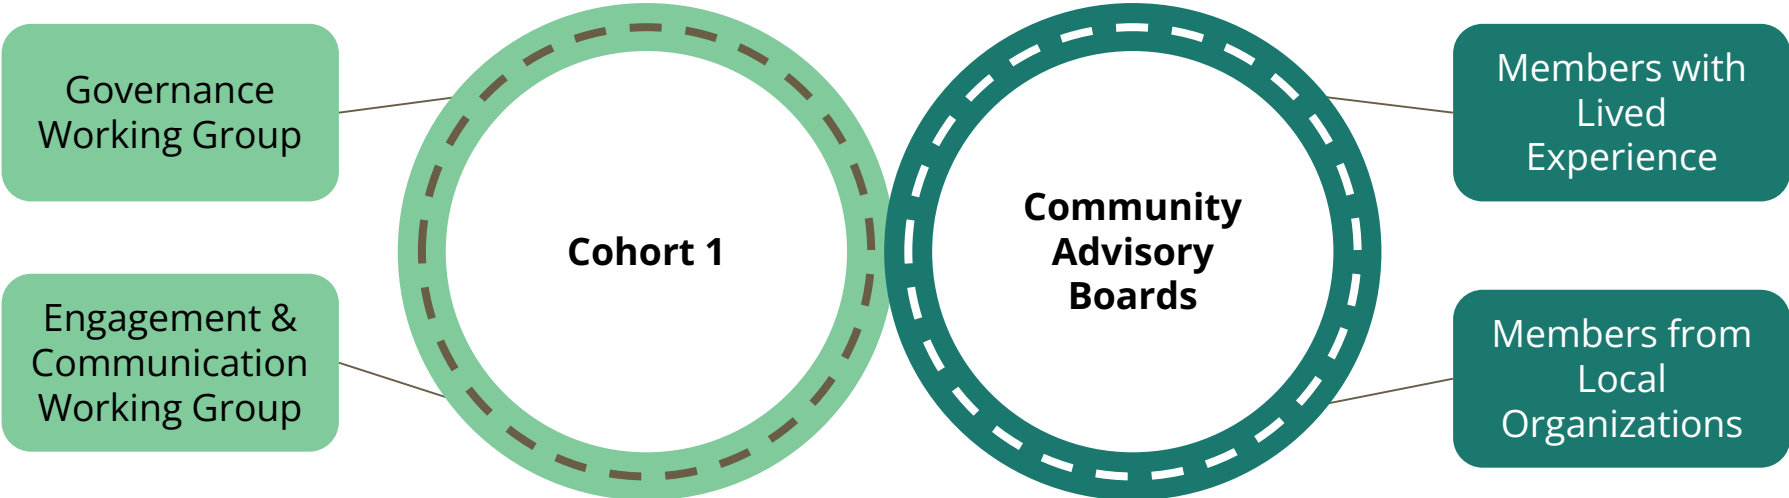 Governance
Working Group
Engagement &
Communication
Working Group
Cohort 1
Community
Advisory
Boards
Members with
Lived
Experience
Members from
Local
Organizations